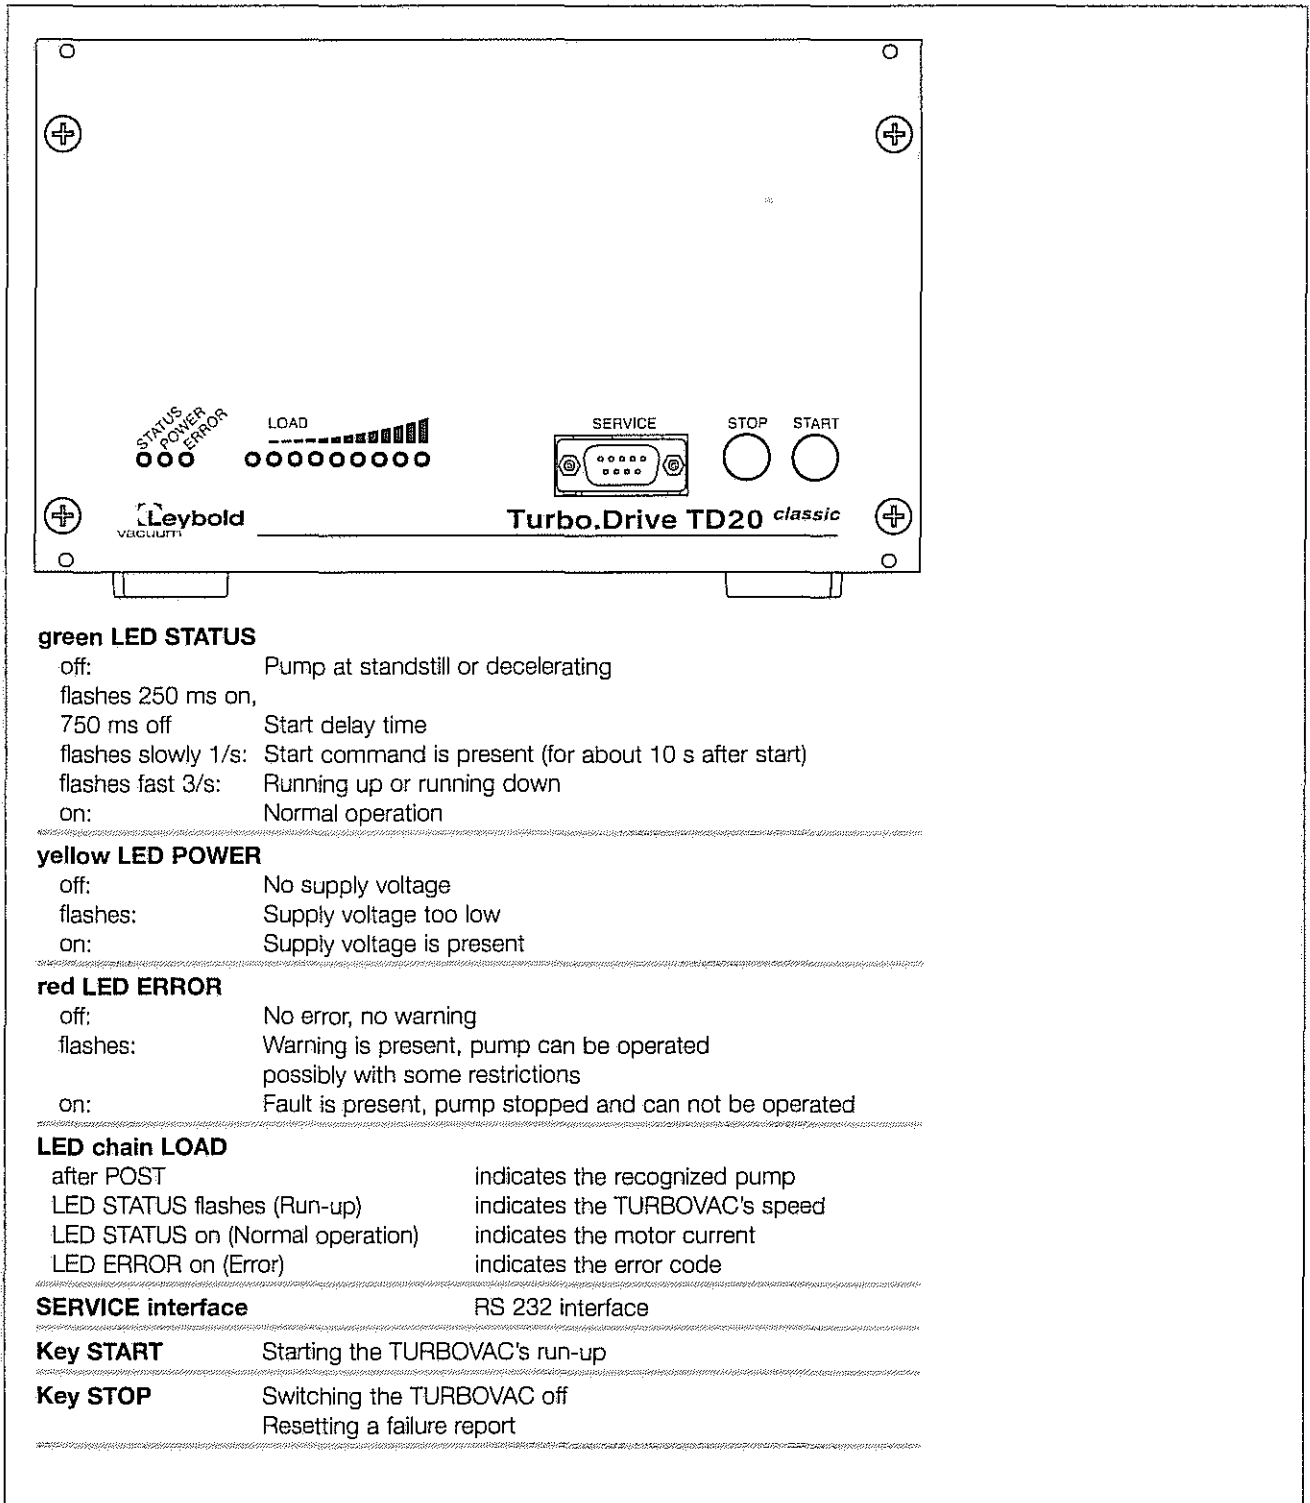 STATUS
POWER
ERROR
LOAD
SERVICE
STOP
START
Leybold
vacuum
Turbo.Drive TD20 classic
green LED STATUS
off: Pump at standstill or decelerating
flashes 250 ms on,
750 ms off Start delay time
flashes slowly 1/s: Start command is present (for about 10 s after start)
flashes fast 3/s: Running up or running down
on: Normal operation
yellow LED POWER
off: No supply voltage
flashes: Supply voltage too low
on: Supply voltage is present
red LED ERROR
off: No error, no warning
flashes: Warning is present, pump can be operated
possibly with some restrictions
on: Fault is present, pump stopped and can not be operated
LED chain LOAD
after POST indicates the recognized pump
LED STATUS flashes (Run-up) indicates the TURBOVAC's speed
LED STATUS on (Normal operation) indicates the motor current
LED ERROR on (Error) indicates the error code
SERVICE interface RS 232 interface
Key START Starting the TURBOVAC's run-up
Key STOP Switching the TURBOVAC off
Resetting a failure report